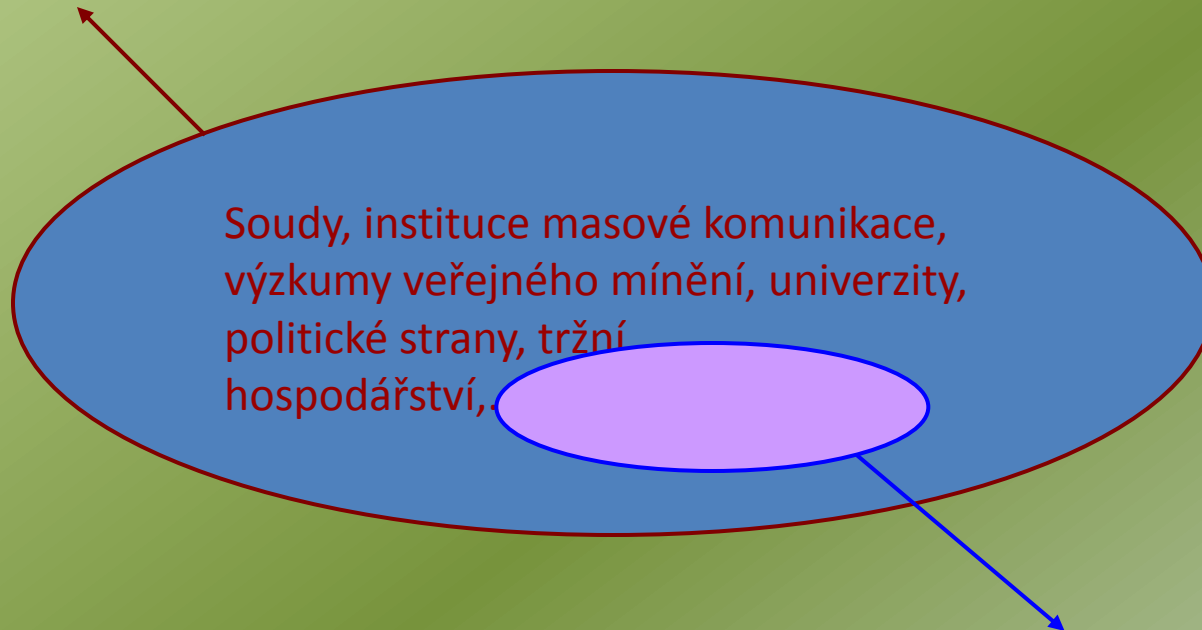 Soudy, instituce masové komunikace,
výzkumy veřejného mínění, univerzity,
politické strany, tržní
hospodářství,.